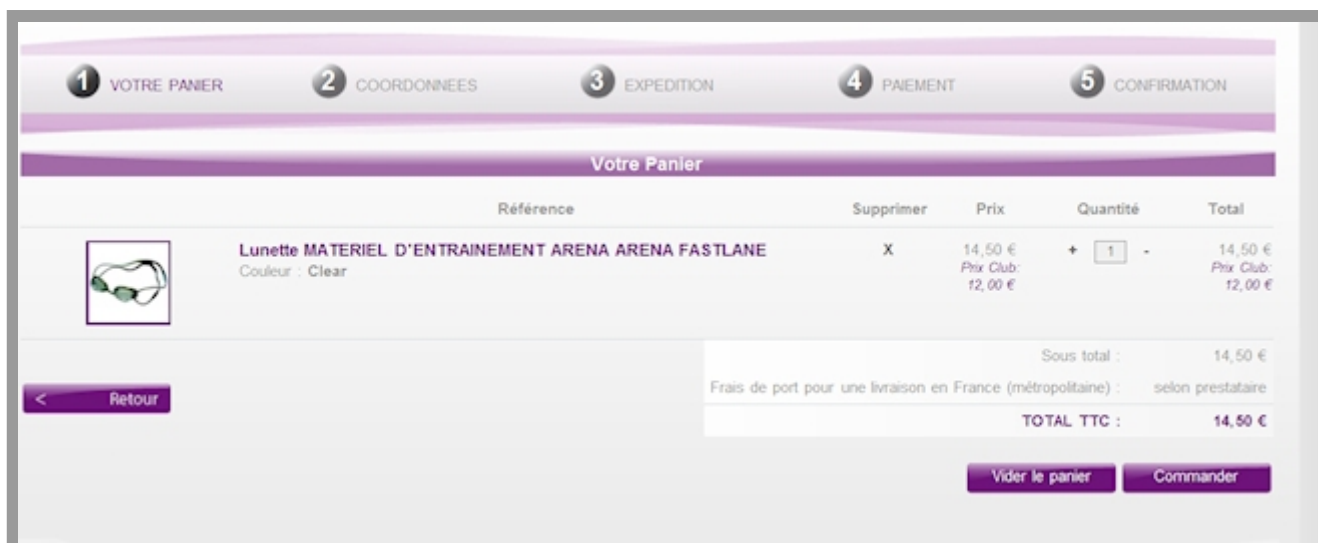 1 VOTRE PANIER 2 COORDONNEES 3 EXPEDITION 4 PAIEMENT 5 CONFIRMATION
Votre Panier
Référence Supprimer Prix Quantité Total
Lunette MATERIEL D'ENTRAINEMENT ARENA ARENA FASTLANE X 14,50 € + 1 - 14,50 €
Couleur : Clear Prix Club: Prix Club:
12,00 € 12,00 €
Sous total : 14,50 €
< Retour Frais de port pour une livraison en France (métropolitaine) : selon prestataire
TOTAL TTC : 14,50 €
Vider le panier Commander